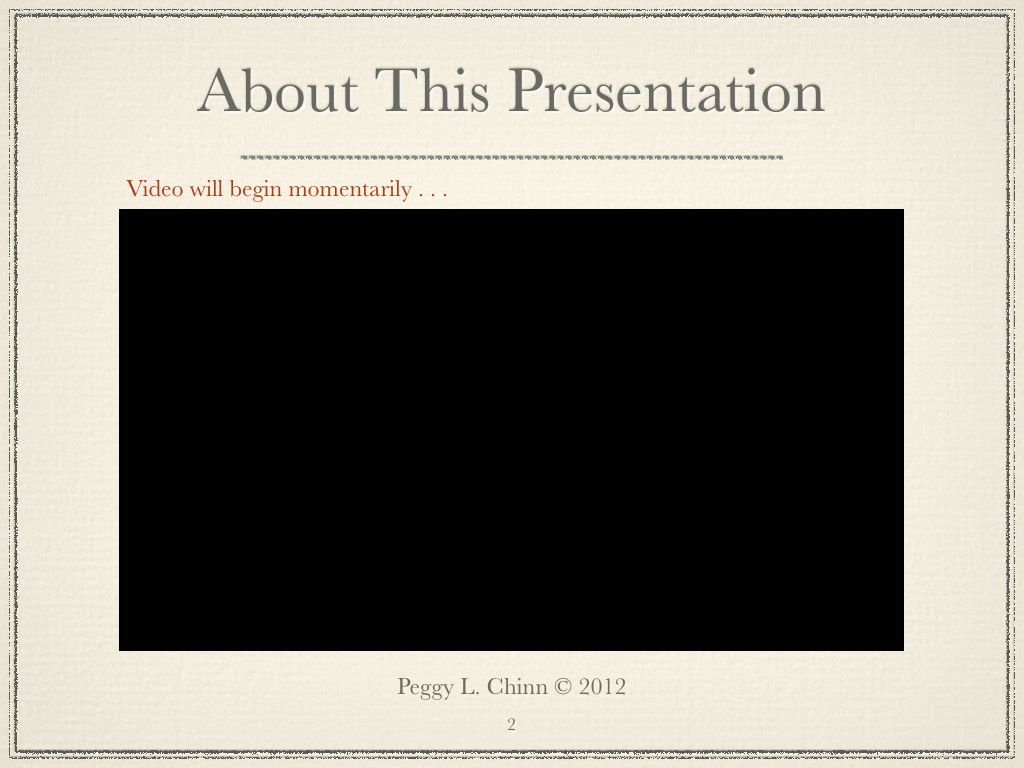 About This Presentation
Video will begin momentarily . . .
Peggy L. Chinn © 2012
2